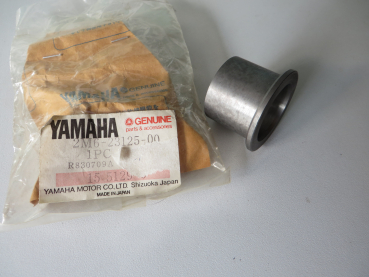 YAMAHA GENUINE
parts & accessories
2M6-23125-00
1PC
YAMAHA MOTOR CO.,LTD. Shizuoka Japan
MADE IN JAPAN